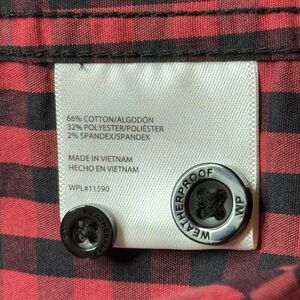 66% COTTON/ALGODÓN
32% POLYESTER/POLIÉSTER
2% SPANDEX/SPANDEX
MADE IN VIETNAM
HECHO EN VIETNAM
WPL#11590
WEATHERPROOF
WP